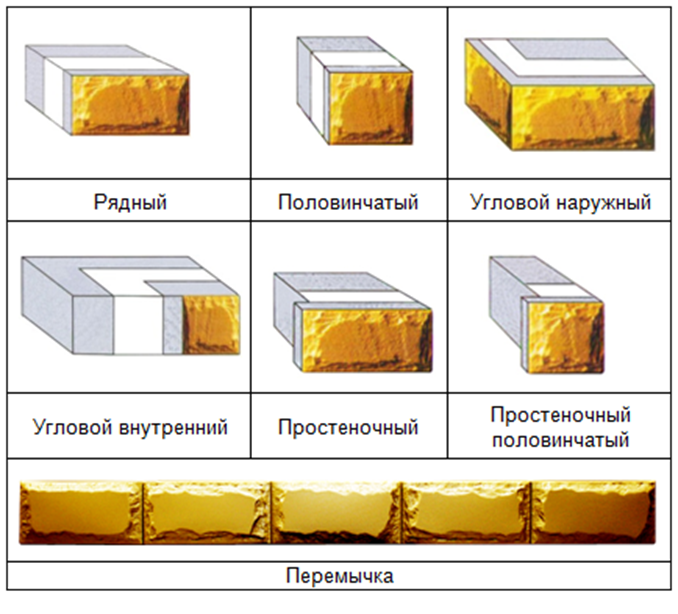 Рядный
Половинчатый
Угловой наружный
Угловой внутренний
Простеночный
Простеночный
половинчатый
Перемычка